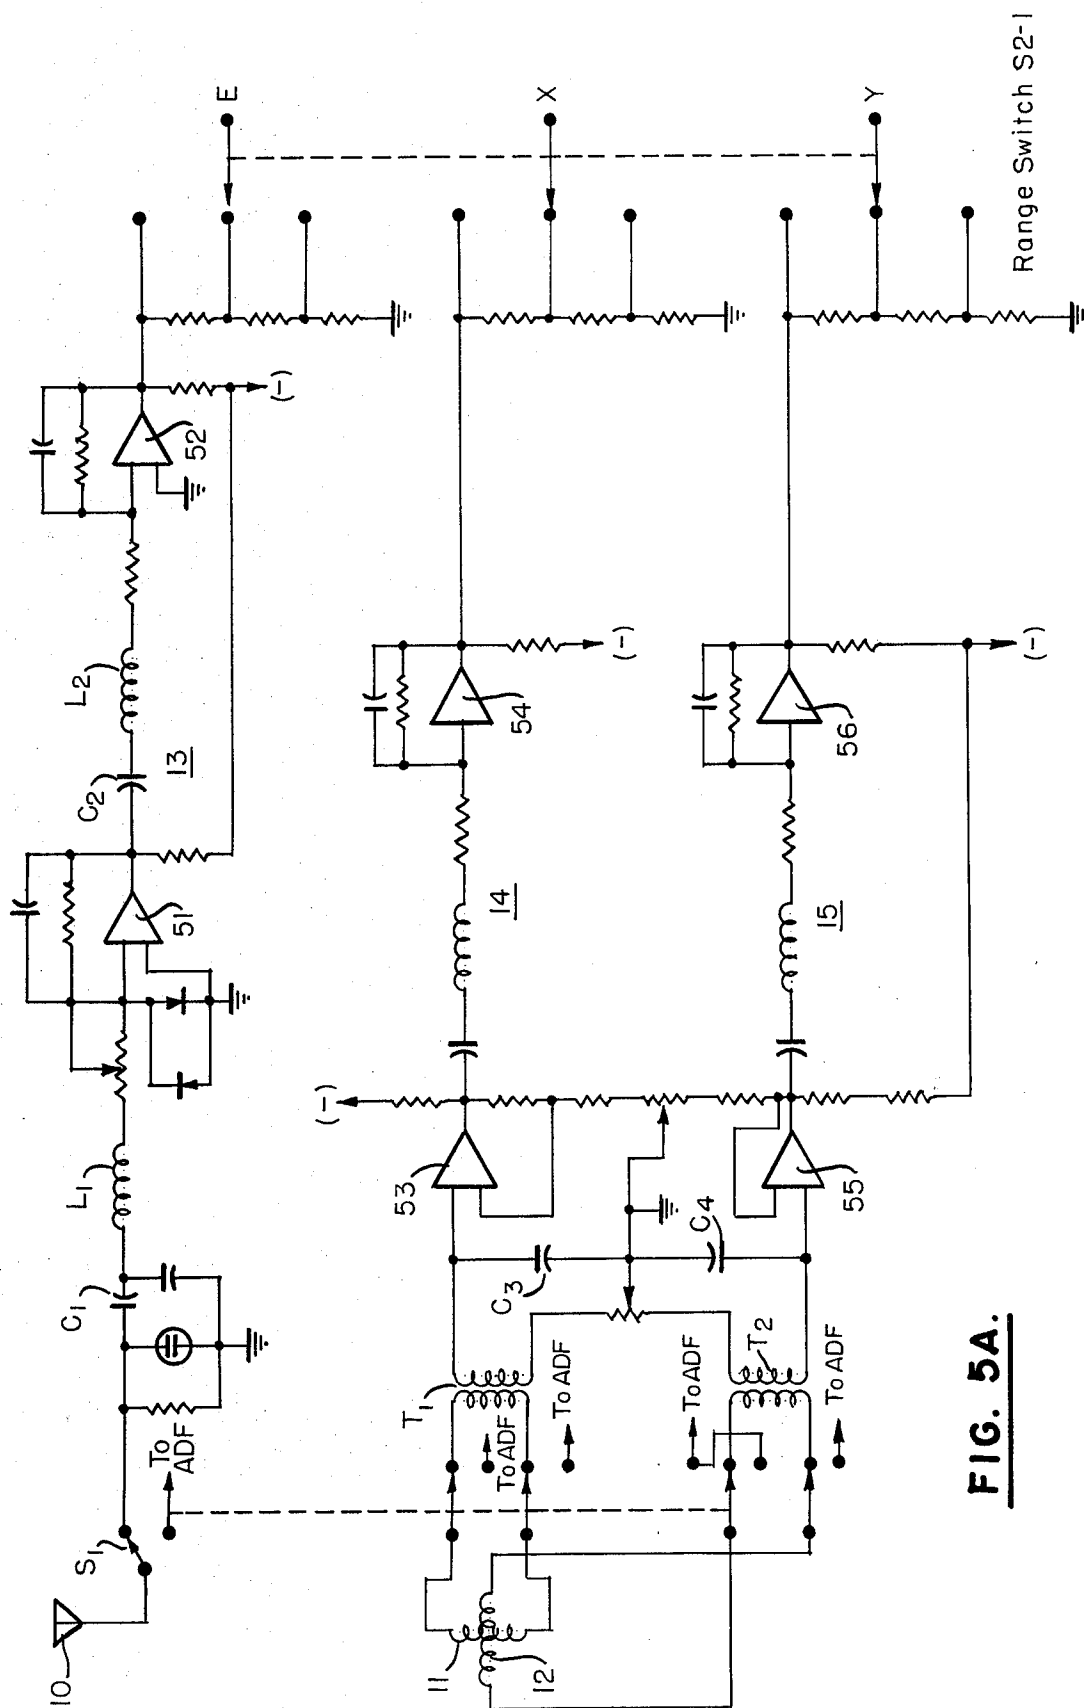 10
S1
To
ADF
C1
L1
51
C2
13
L2
52
(-)
E
11
12
T1
To ADF
To ADF
C3
53
(-)
14
54
(-)
X
To ADF
T2
To ADF
C4
55
15
56
(-)
Y
Range Switch S2-1
FIG. 5A.